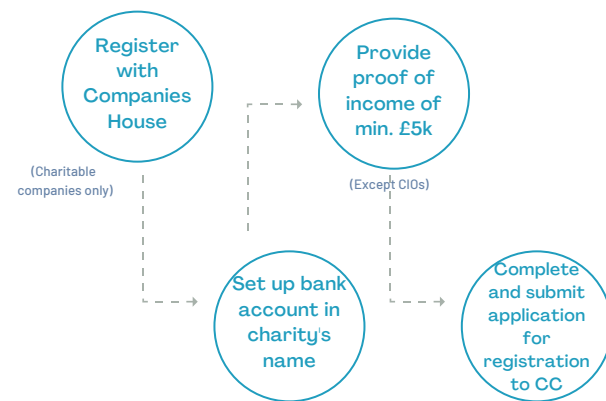 Register
with
Companies
House
(Charitable
companies only)
Set up bank
account in
charity's
name
Provide
proof of
income of
min. £5k
(Except CIOs)
Complete
and submit
application
for
registration
to CC